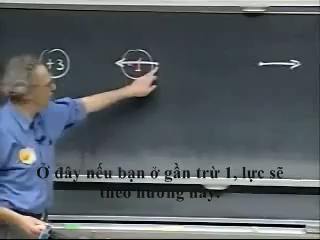 +3 -1
Ở đây nếu bạn ở gần trừ 1, lực sẽ
theo hướng này.